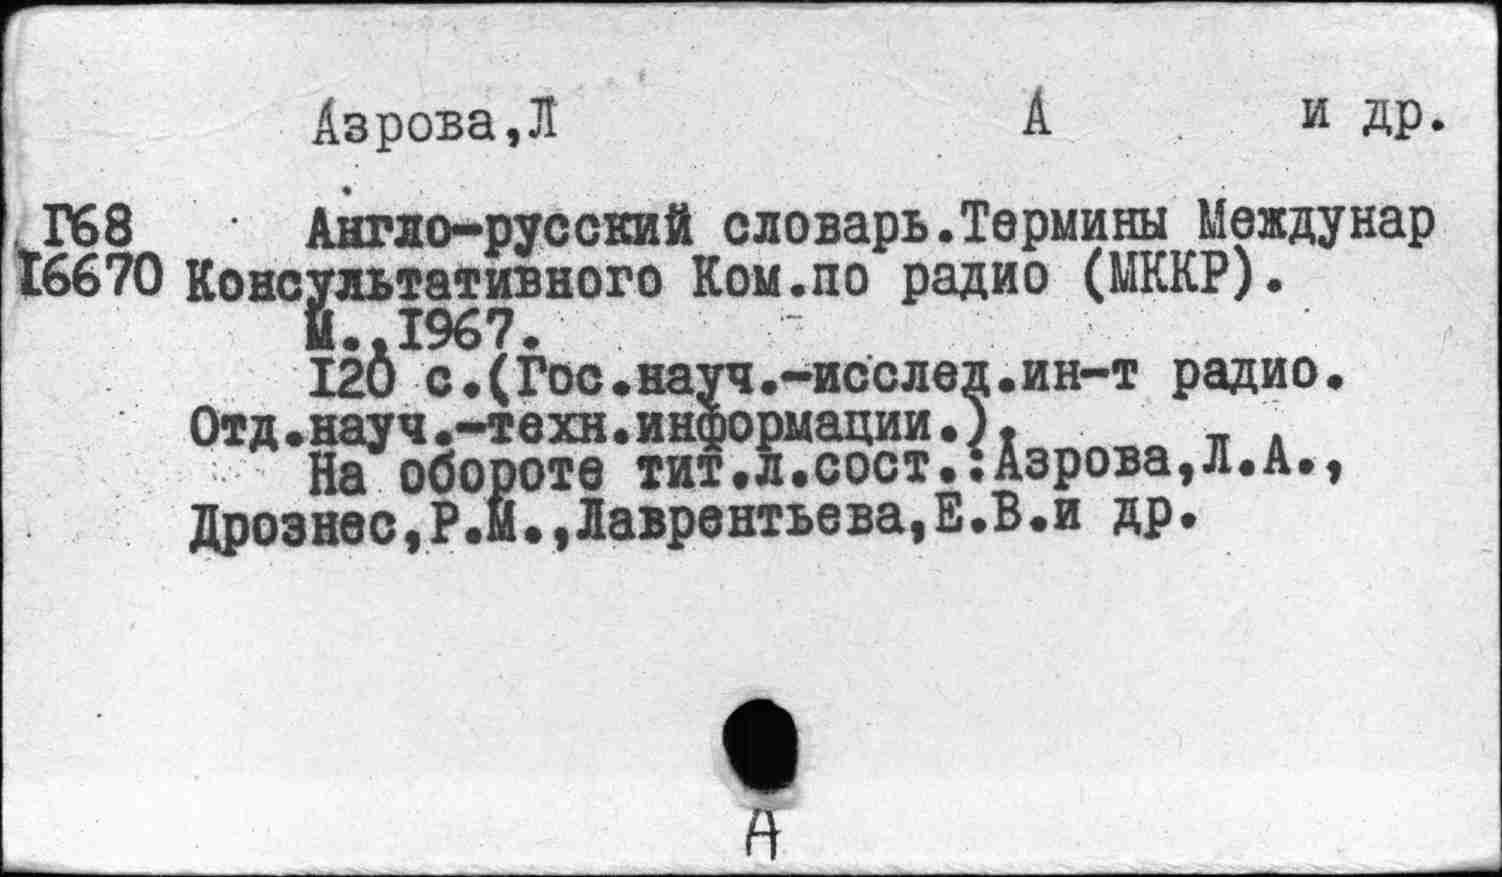 Азрова,Л А и др.
Г68 Англо-русский словарь.Термины Междунар
16670 Консультативного Ком.по радио (МККР).
М.,1967.
120 с.(Гос.науч.-исслед.ин-т радио.
Отд.науч.-техн.информации.).
На обороте тит.л.сост.:Азрова,Л.А.,
Дрознес,Р.М.,Лаврентьева,Е.В.и др.
А